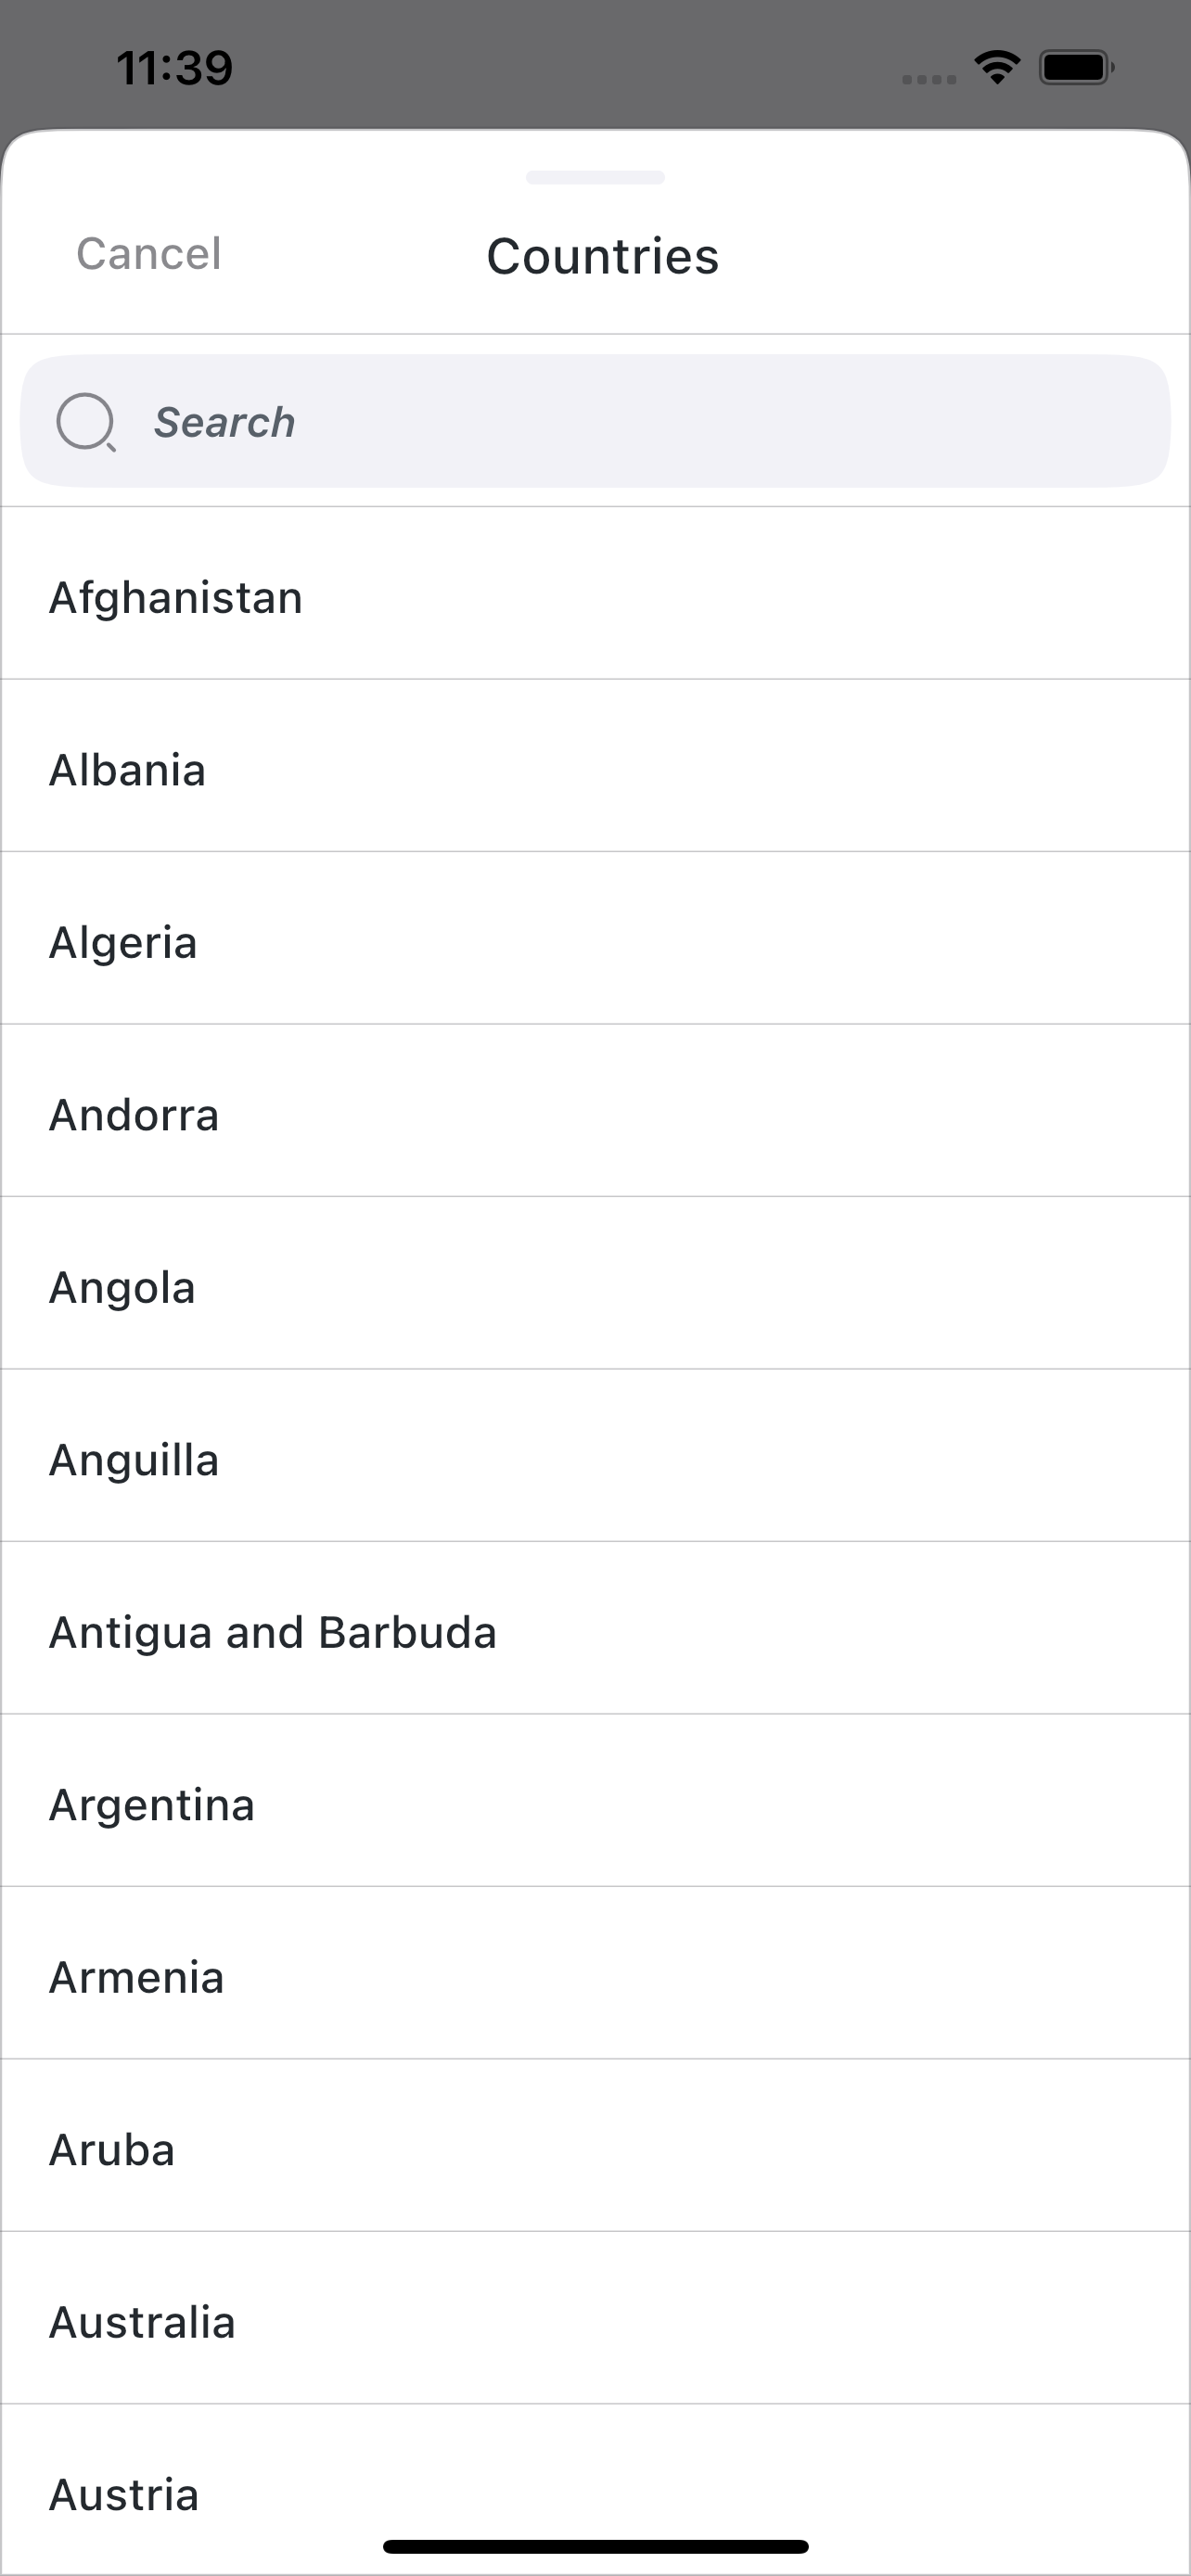 11:39
Cancel
Countries
Search
Afghanistan
Albania
Algeria
Andorra
Angola
Anguilla
Antigua and Barbuda
Argentina
Armenia
Aruba
Australia
Austria